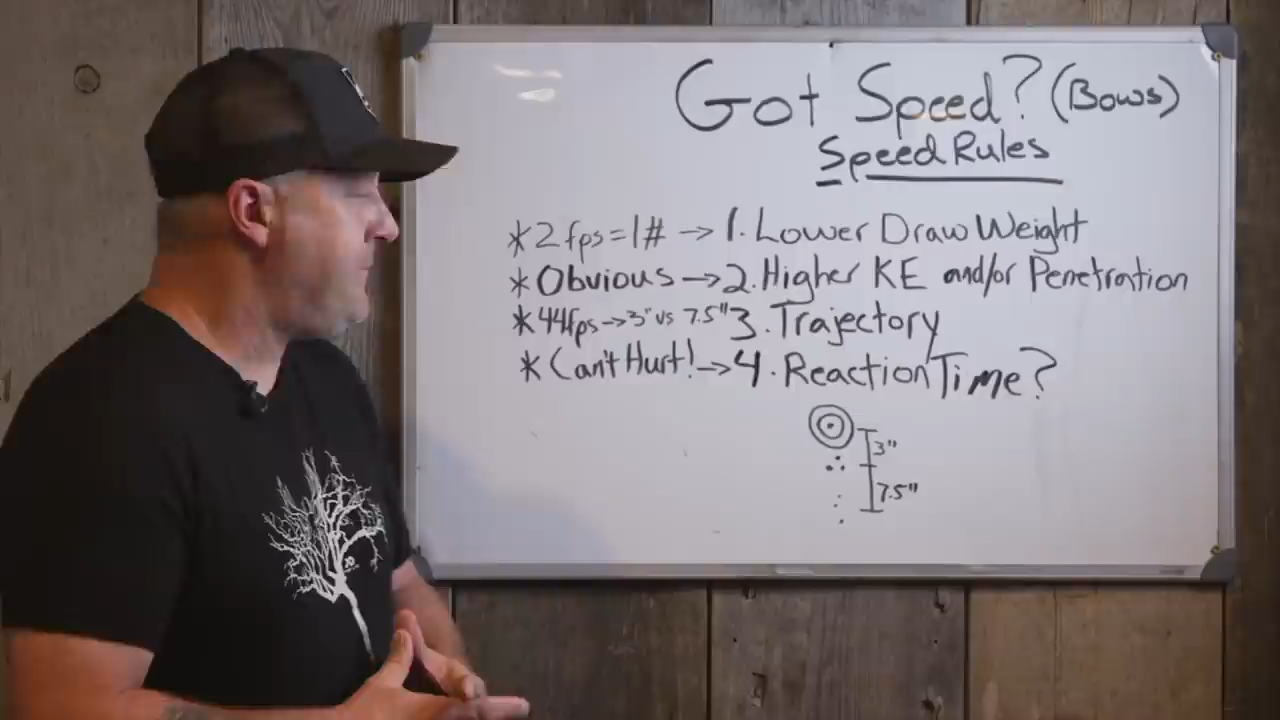 Got Speed? (Bows)
Speed Rules
*2 fps=1# → 1. Lower Draw Weight
*Obvious → 2. Higher KE and/or Penetration
*44fps→3" vs 7.5" 3. Trajectory
*Can't Hurt! → 4. Reaction Time?
3"
7.5"